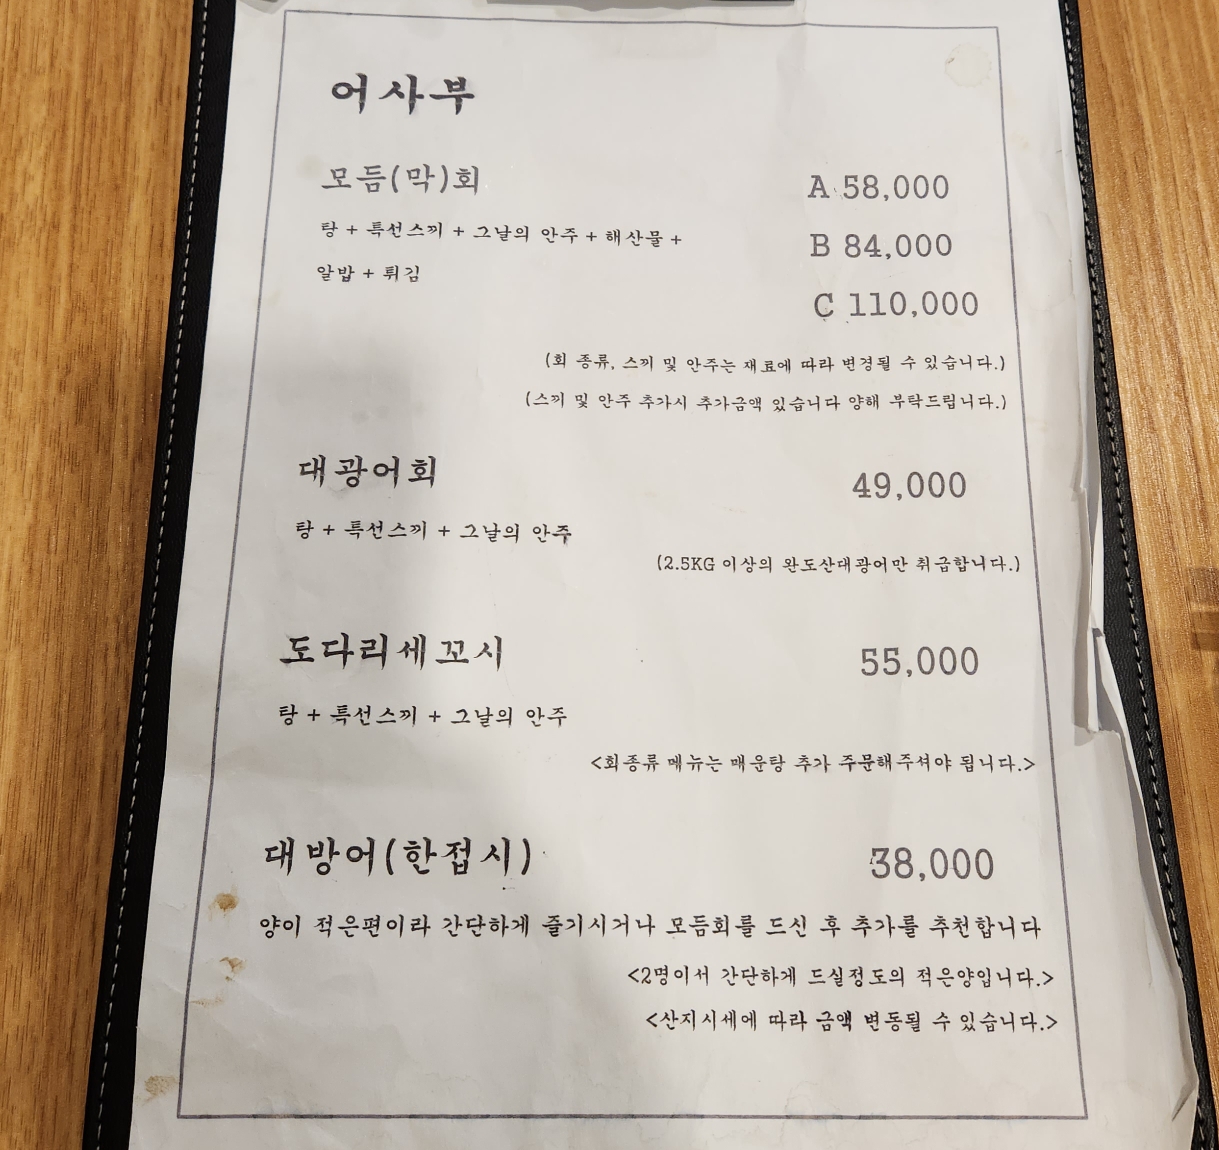 어사부
모듬(막)회 A 58,000
탕 + 특선스끼 + 그날의 안주 + 해산물 + B 84,000
알밥 + 튀김
C 110,000
(회 종류, 스끼 및 안주는 재료에 따라 변경될 수 있습니다.)
(스끼 및 안주 추가시 추가금액 있습니다 양해 부탁드립니다.)
대광어회 49,000
탕 + 특선스끼 + 그날의 안주
(2.5KG 이상의 완도산대광어만 취급합니다.)
도다리세꼬시 55,000
탕 + 특선스끼 + 그날의 안주
<회종류 메뉴는 매운탕 추가 주문해주셔야 됩니다.>
대방어(한접시) 38,000
양이 적은편이라 간단하게 즐기시거나 모듬회를 드신 후 추가를 추천합니다
<2명이서 간단하게 드실정도의 적은양입니다.>
<산지시세에 따라 금액 변동될 수 있습니다.>